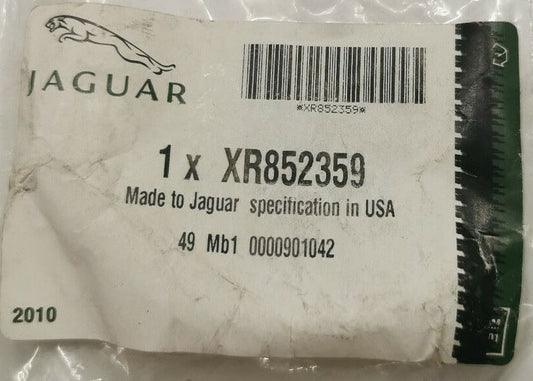 JAGUAR
*XR852359*
1 x XR852359
Made to Jaguar specification in USA
49 Mb1 0000901042
2010